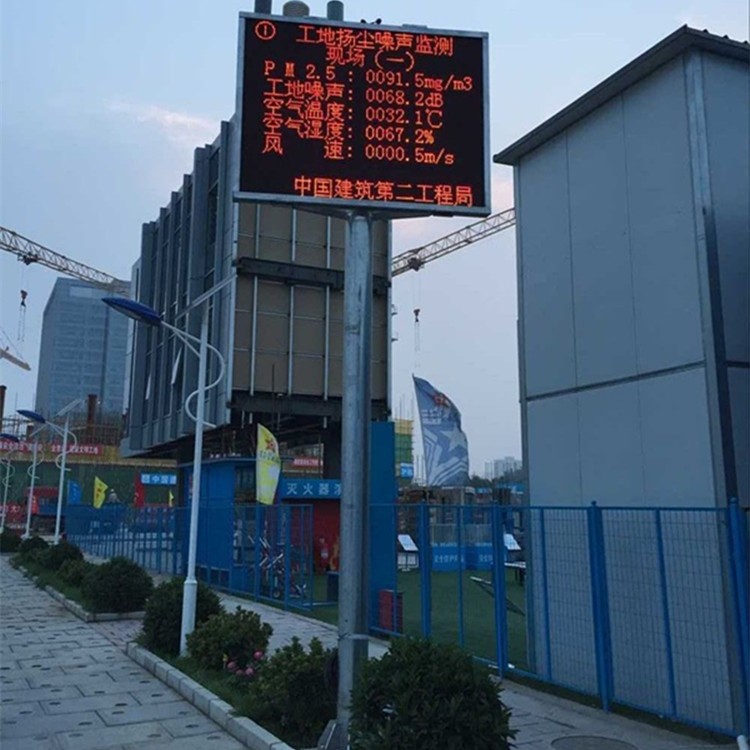 ① 工地扬尘噪声监测
现场(一)
PM2.5: 0091.5mg/m3
工地噪声: 0068.2dB
空气温度: 0032.1℃
空气湿度: 0067.2%
风 速: 0000.5m/s
中国建筑第二工程局
灭火器